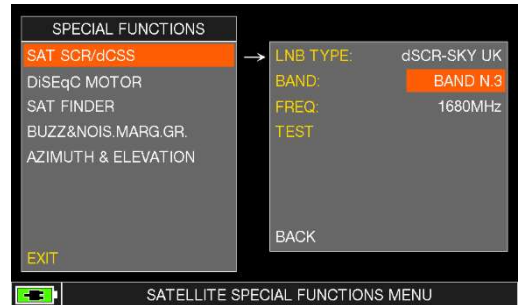 SPECIAL FUNCTIONS
SAT SCR/dCSS
DiSEqC MOTOR
SAT FINDER
BUZZ&NOIS.MARG.GR.
AZIMUTH & ELEVATION
EXIT
→ LNB TYPE: dSCR-SKY UK
BAND: BAND N.3
FREQ: 1680MHz
TEST
BACK
SATELLITE SPECIAL FUNCTIONS MENU